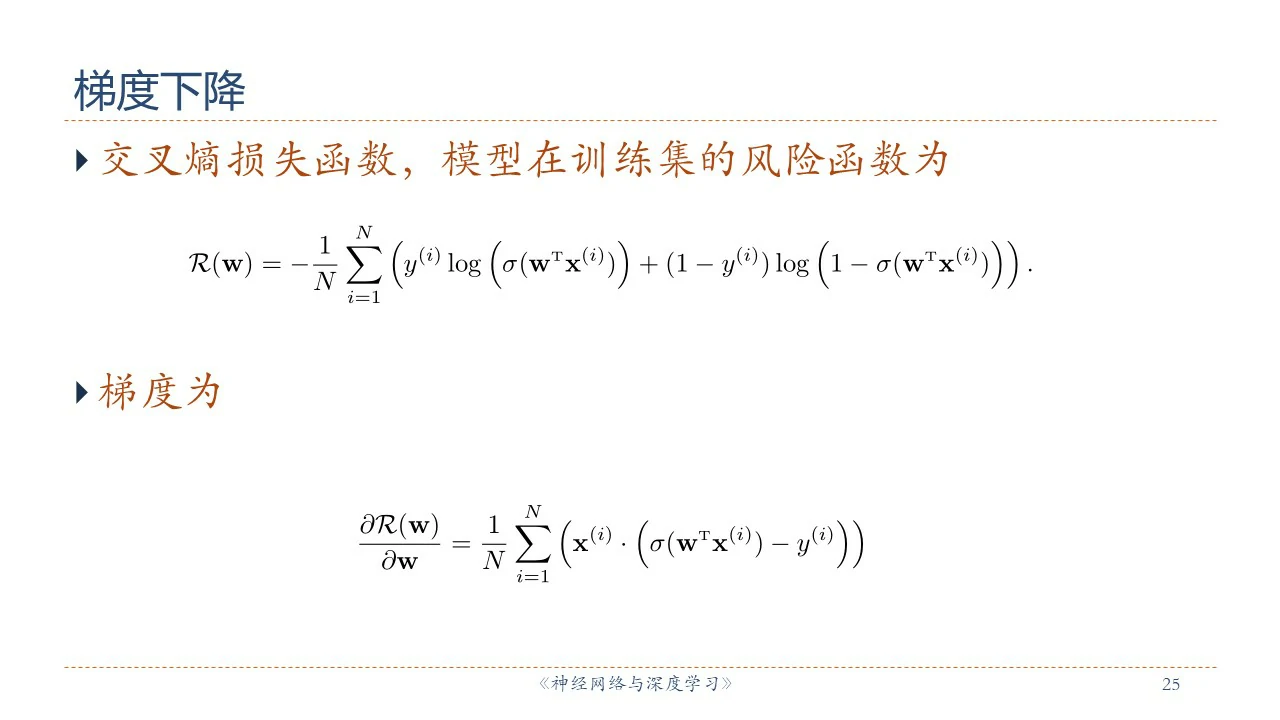 梯度下降
交叉熵损失函数，模型在训练集的风险函数为
$\mathcal{R}(\mathbf{w}) = -\frac{1}{N}\sum_{i=1}^{N}\left(y^{(i)}\log\left(\sigma(\mathbf{w}^{\mathrm{T}}\mathbf{x}^{(i)})\right) + (1 - y^{(i)})\log\left(1 - \sigma(\mathbf{w}^{\mathrm{T}}\mathbf{x}^{(i)})\right)\right).$
梯度为
$\frac{\partial\mathcal{R}(\mathbf{w})}{\partial\mathbf{w}} = \frac{1}{N}\sum_{i=1}^{N}\left(\mathbf{x}^{(i)} \cdot \left(\sigma(\mathbf{w}^{\mathrm{T}}\mathbf{x}^{(i)}) - y^{(i)}\right)\right)$
《神经网络与深度学习》
25